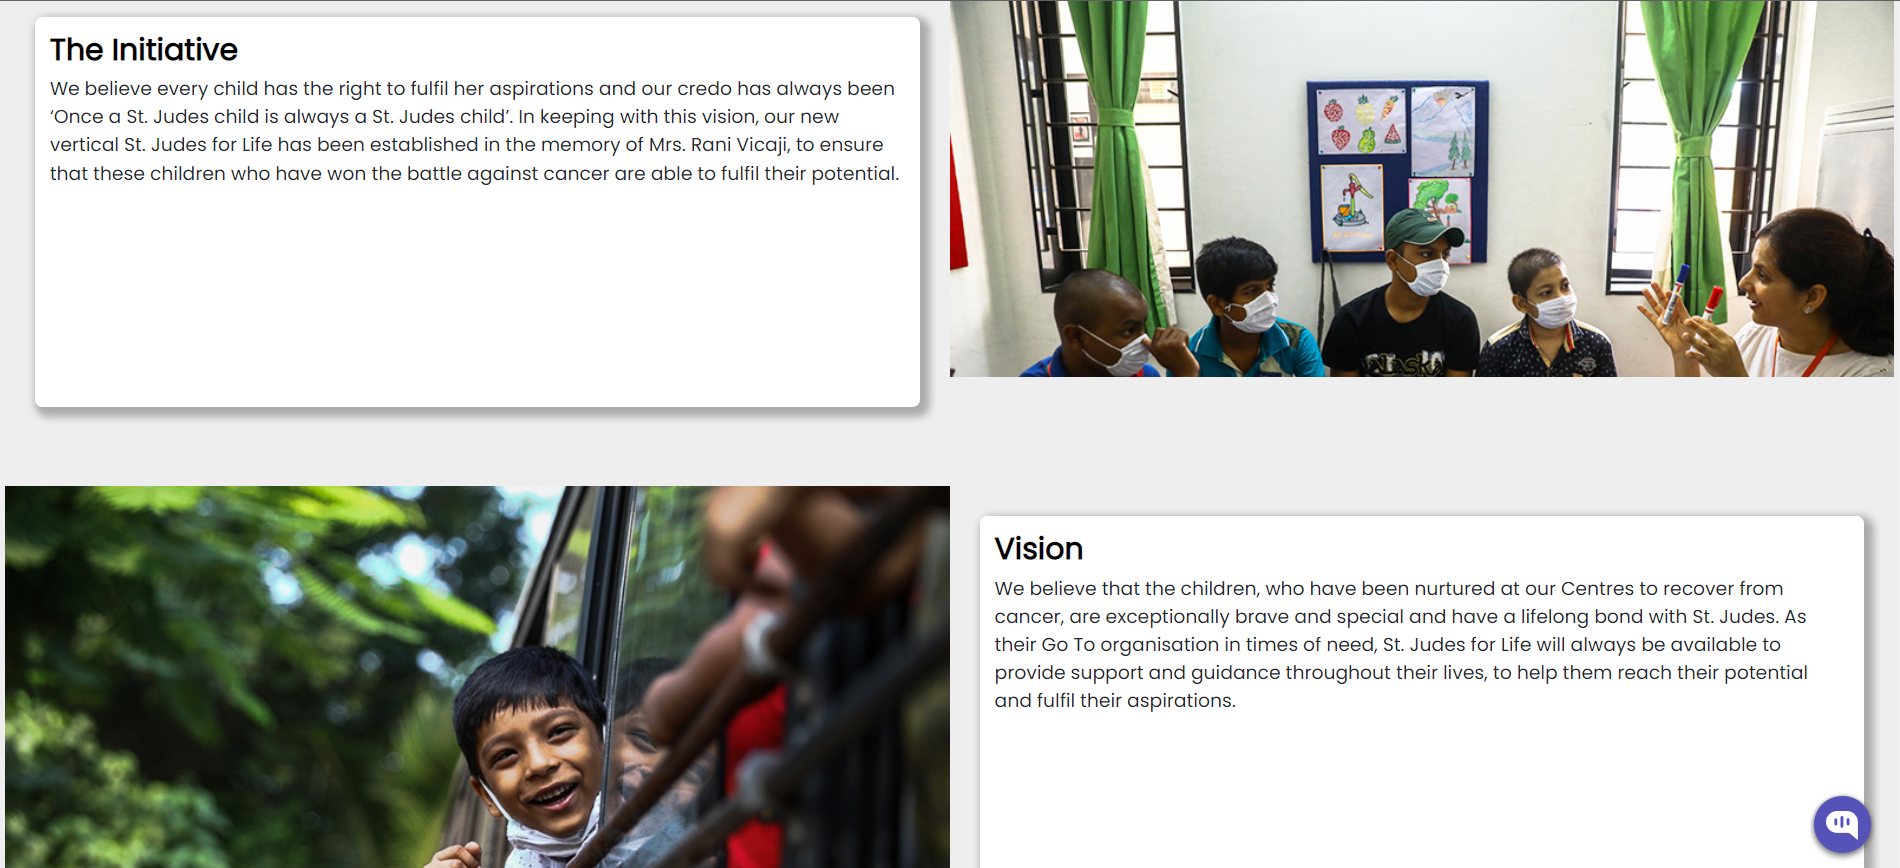 The Initiative
We believe every child has the right to fulfil her aspirations and our credo has always been
‘Once a St. Judes child is always a St. Judes child’. In keeping with this vision, our new
vertical St. Judes for Life has been established in the memory of Mrs. Rani Vicaji, to ensure
that these children who have won the battle against cancer are able to fulfil their potential.
Vision
We believe that the children, who have been nurtured at our Centres to recover from
cancer, are exceptionally brave and special and have a lifelong bond with St. Judes. As
their Go To organisation in times of need, St. Judes for Life will always be available to
provide support and guidance throughout their lives, to help them reach their potential
and fulfil their aspirations.